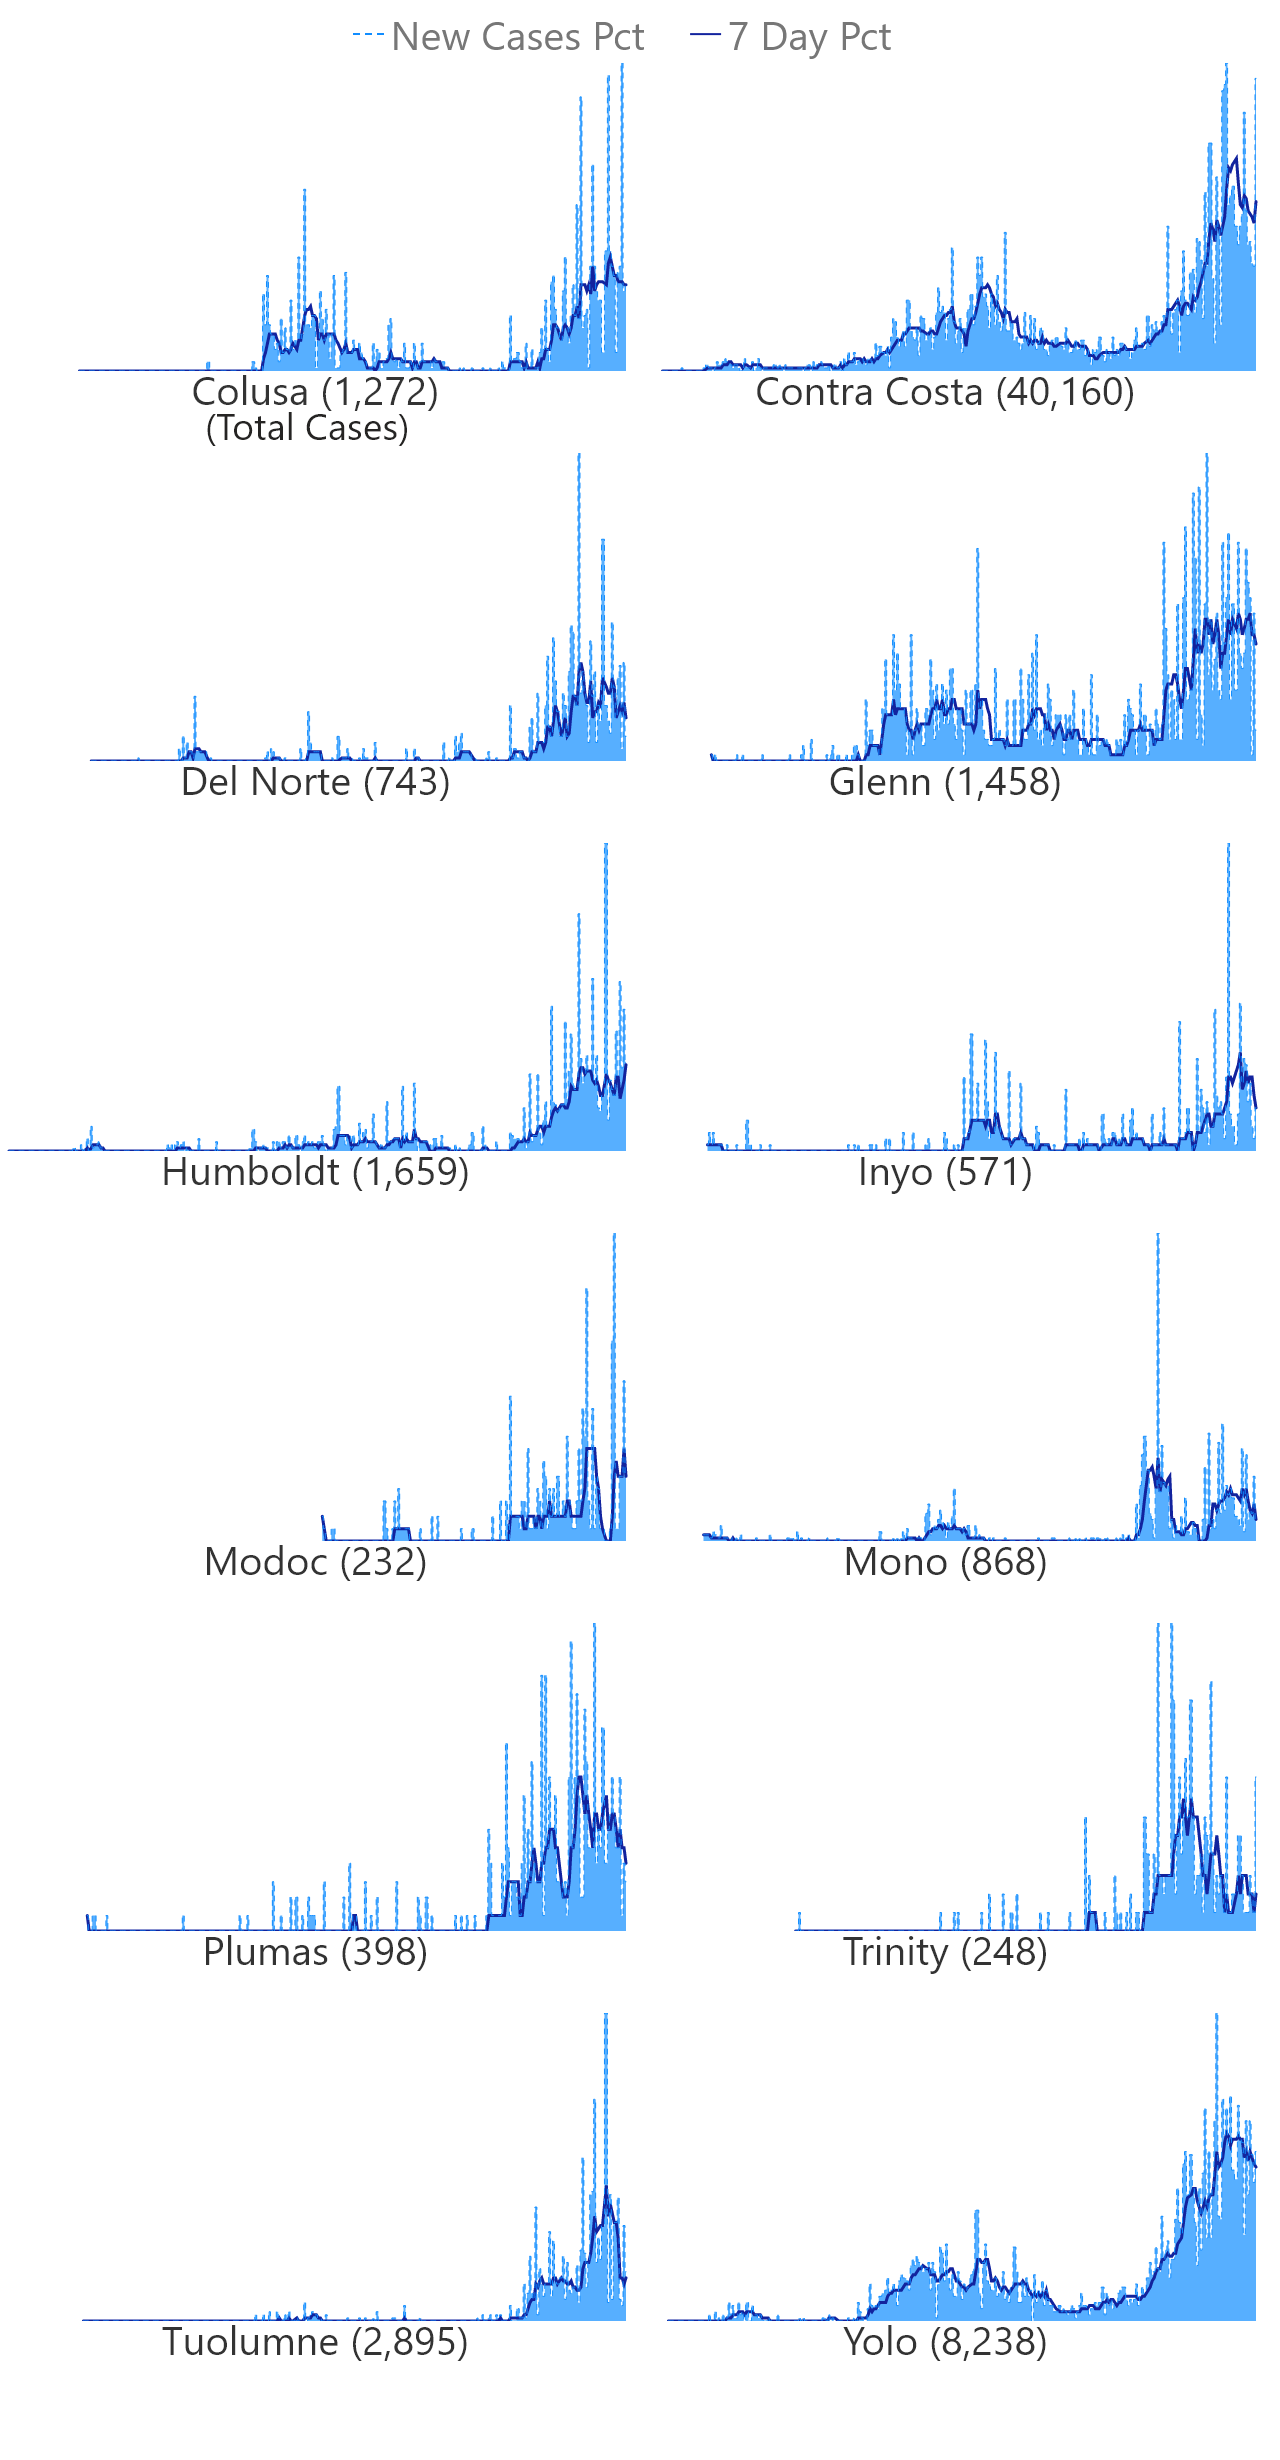 New Cases Pct 7 Day Pct
Colusa (1,272) Contra Costa (40,160)
(Total Cases)
Del Norte (743) Glenn (1,458)
Humboldt (1,659) Inyo (571)
Modoc (232) Mono (868)
Plumas (398) Trinity (248)
Tuolumne (2,895) Yolo (8,238)